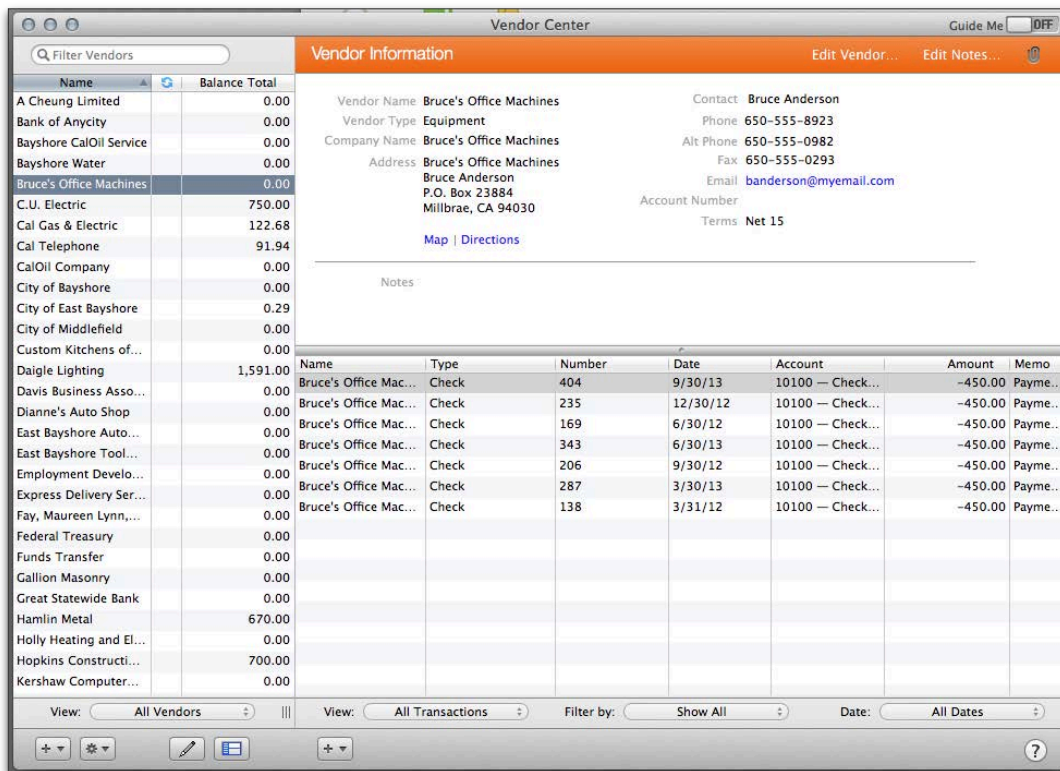 Vendor Center
Guide Me OFF
Filter Vendors
Vendor Information Edit Vendor... Edit Notes...
Name Balance Total
A Cheung Limited 0.00
Bank of Anycity 0.00
Bayshore CalOil Service 0.00
Bayshore Water 0.00
Bruce's Office Machines 0.00
C.U. Electric 750.00
Cal Gas & Electric 122.68
Cal Telephone 91.94
CalOil Company 0.00
City of Bayshore 0.00
City of East Bayshore 0.29
City of Middlefield 0.00
Custom Kitchens of... 0.00
Daigle Lighting 1,591.00
Davis Business Asso... 0.00
Dianne's Auto Shop 0.00
East Bayshore Auto... 0.00
East Bayshore Tool... 0.00
Employment Develo... 0.00
Express Delivery Ser... 0.00
Fay, Maureen Lynn,... 0.00
Federal Treasury 0.00
Funds Transfer 0.00
Gallion Masonry 0.00
Great Statewide Bank 0.00
Hamlin Metal 670.00
Holly Heating and El... 0.00
Hopkins Constructi... 700.00
Kershaw Computer... 0.00
View: All Vendors
Vendor Name Bruce's Office Machines
Vendor Type Equipment
Company Name Bruce's Office Machines
Address Bruce's Office Machines
Bruce Anderson
P.O. Box 23884
Millbrae, CA 94030
Map | Directions
Contact Bruce Anderson
Phone 650-555-8923
Alt Phone 650-555-0982
Fax 650-555-0293
Email banderson@myemail.com
Account Number
Terms Net 15
Notes
Name Type Number Date Account Amount Memo
Bruce's Office Mac... Check 404 9/30/13 10100 — Check... -450.00 Payme...
Bruce's Office Mac... Check 235 12/30/12 10100 — Check... -450.00 Payme...
Bruce's Office Mac... Check 169 6/30/12 10100 — Check... -450.00 Payme...
Bruce's Office Mac... Check 343 6/30/13 10100 — Check... -450.00 Payme...
Bruce's Office Mac... Check 206 9/30/12 10100 — Check... -450.00 Payme...
Bruce's Office Mac... Check 287 3/30/13 10100 — Check... -450.00 Payme...
Bruce's Office Mac... Check 138 3/31/12 10100 — Check... -450.00 Payme...
View: All Transactions Filter by: Show All Date: All Dates
?